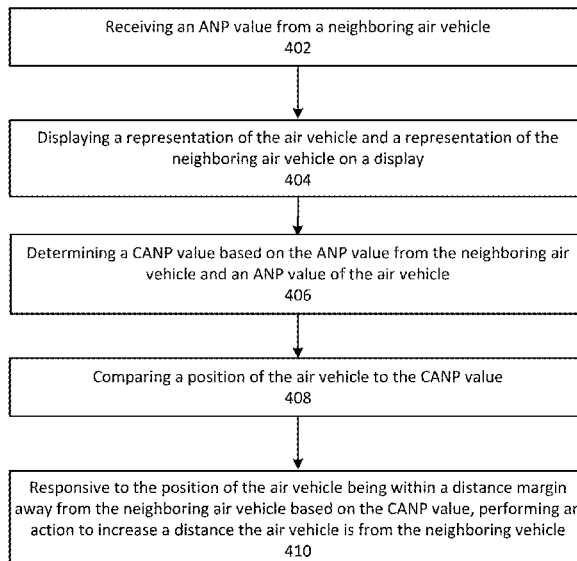 Receiving an ANP value from a neighboring air vehicle
402
Displaying a representation of the air vehicle and a representation of the
neighboring air vehicle on a display
404
Determining a CANP value based on the ANP value from the neighboring air
vehicle and an ANP value of the air vehicle
406
Comparing a position of the air vehicle to the CANP value
408
Responsive to the position of the air vehicle being within a distance margin
away from the neighboring air vehicle based on the CANP value, performing an
action to increase a distance the air vehicle is from the neighboring vehicle
410